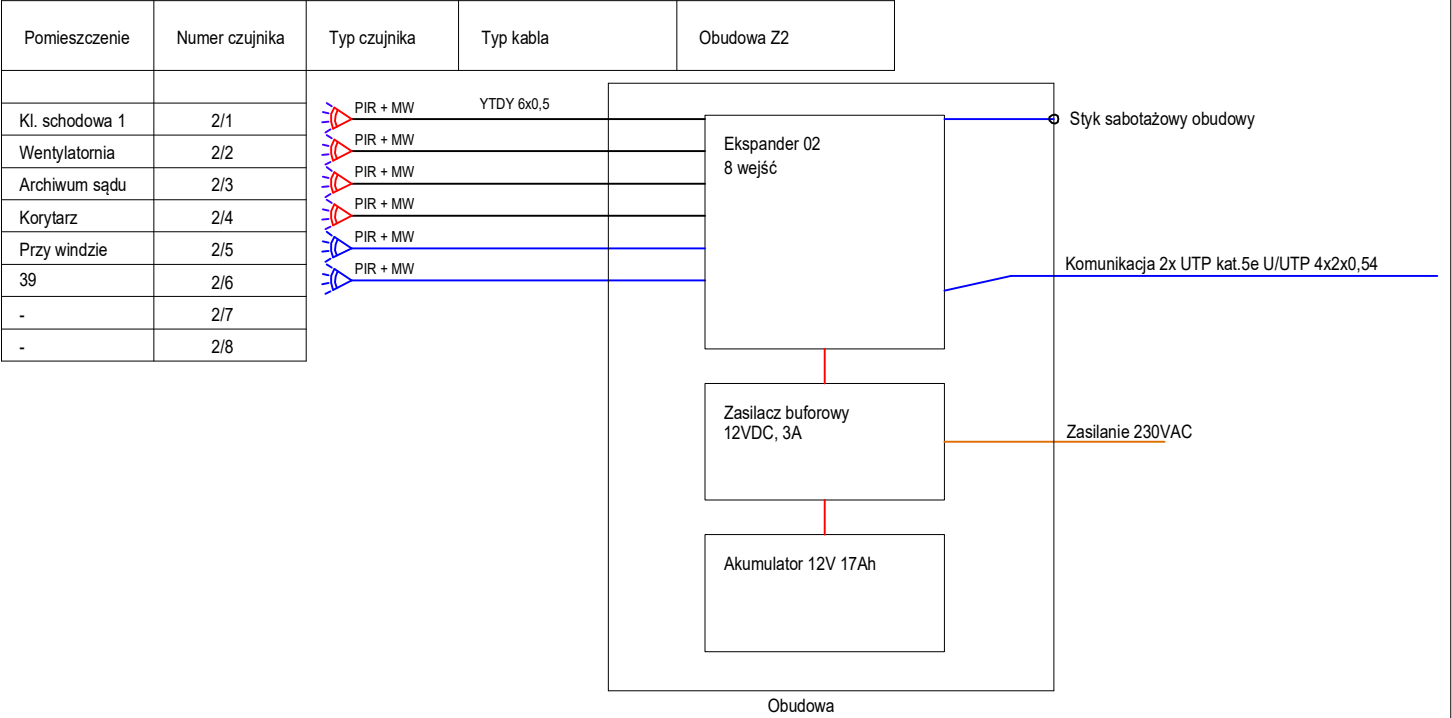 Pomieszczenie Numer czujnika Typ czujnika Typ kabla Obudowa Z2
Kl. schodowa 1 2/1 PIR + MW YTDY 6x0,5
Wentylatornia 2/2 PIR + MW
Archiwum sądu 2/3 PIR + MW
Korytarz 2/4 PIR + MW
Przy windzie 2/5 PIR + MW
39 2/6 PIR + MW
- 2/7
- 2/8
Ekspander 02
8 wejść
Styk sabotażowy obudowy
Komunikacja 2x UTP kat.5e U/UTP 4x2x0,54
Zasilacz buforowy
12VDC, 3A
Zasilanie 230VAC
Akumulator 12V 17Ah
Obudowa